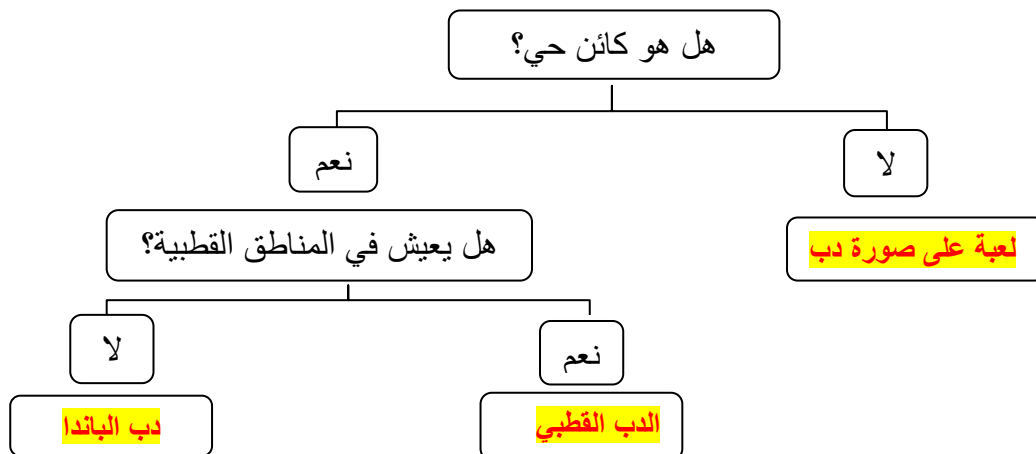 هل هو كائن حي؟
لا
نعم
لعبة على صورة دب
هل يعيش في المناطق القطبية؟
نعم
لا
الدب القطبي
دب الباندا